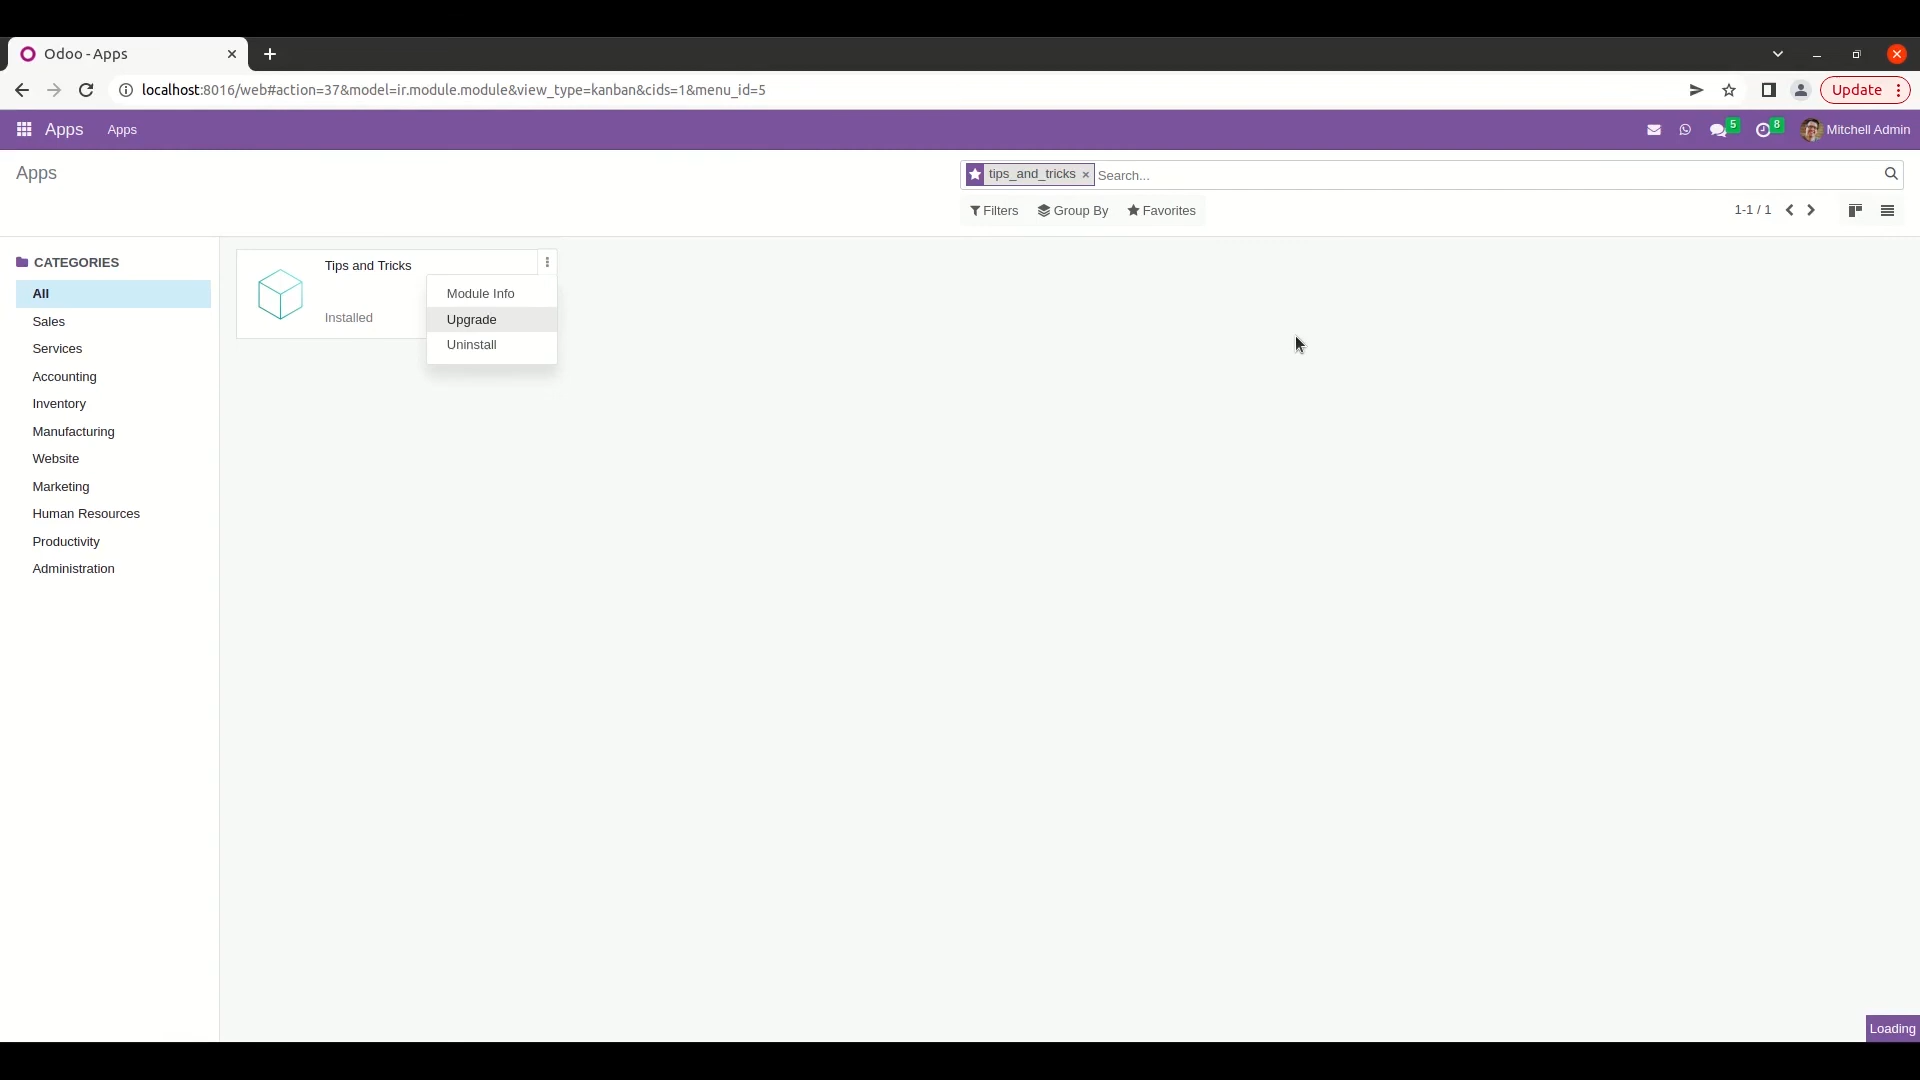 Odoo - Apps
localhost:8016/web#action=37&model=ir.module.module&view_type=kanban&cids=1&menu_id=5
Update
Apps
Apps
5
8
Mitchell Admin
Apps
tips_and_tricks
Search...
Filters
Group By
Favorites
1-1 / 1
CATEGORIES
All
Sales
Services
Accounting
Inventory
Manufacturing
Website
Marketing
Human Resources
Productivity
Administration
Tips and Tricks
Installed
Module Info
Upgrade
Uninstall
Loading